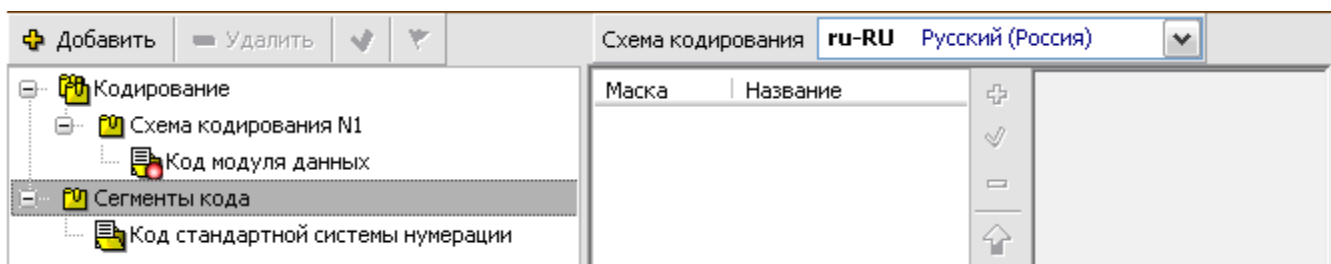 Добавить Удалить Схема кодирования ru-RU Русский (Россия)
Кодирование Маска Название
Схема кодирования N1
Код модуля данных
Сегменты кода
Код стандартной системы нумерации